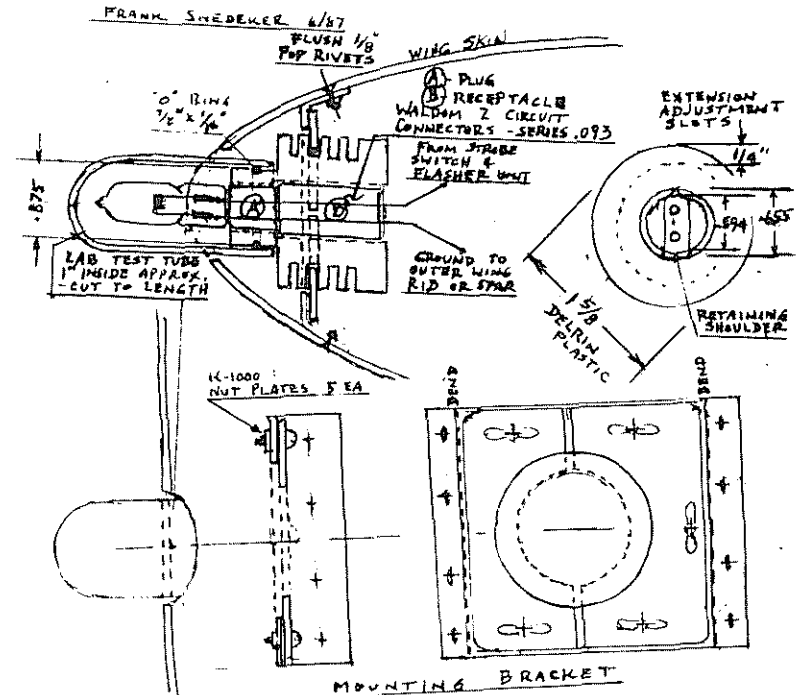 FRANK SNEDEKER 6/87
FLUSH 1/8"
POP RIVETS
WING SKIN
A PLUG
B RECEPTACLE
WALDOM 2 CIRCUIT
CONNECTORS - SERIES .093
"O" RING
1/2" x 1/16"
FROM STROBE
SWITCH &
FLASHER UNIT
EXTENSION
ADJUSTMENT
SLOTS
1/4"
.875
A
B
.594
.655
LAB TEST TUBE
1" INSIDE APPROX.
- CUT TO LENGTH
GROUND TO
OUTER WING
RIB OR SPAR
1 5/8
DELRIN
PLASTIC
RETAINING
SHOULDER
K-1000
NUT PLATES 5 EA
BEND
BEND
MOUNTING BRACKET